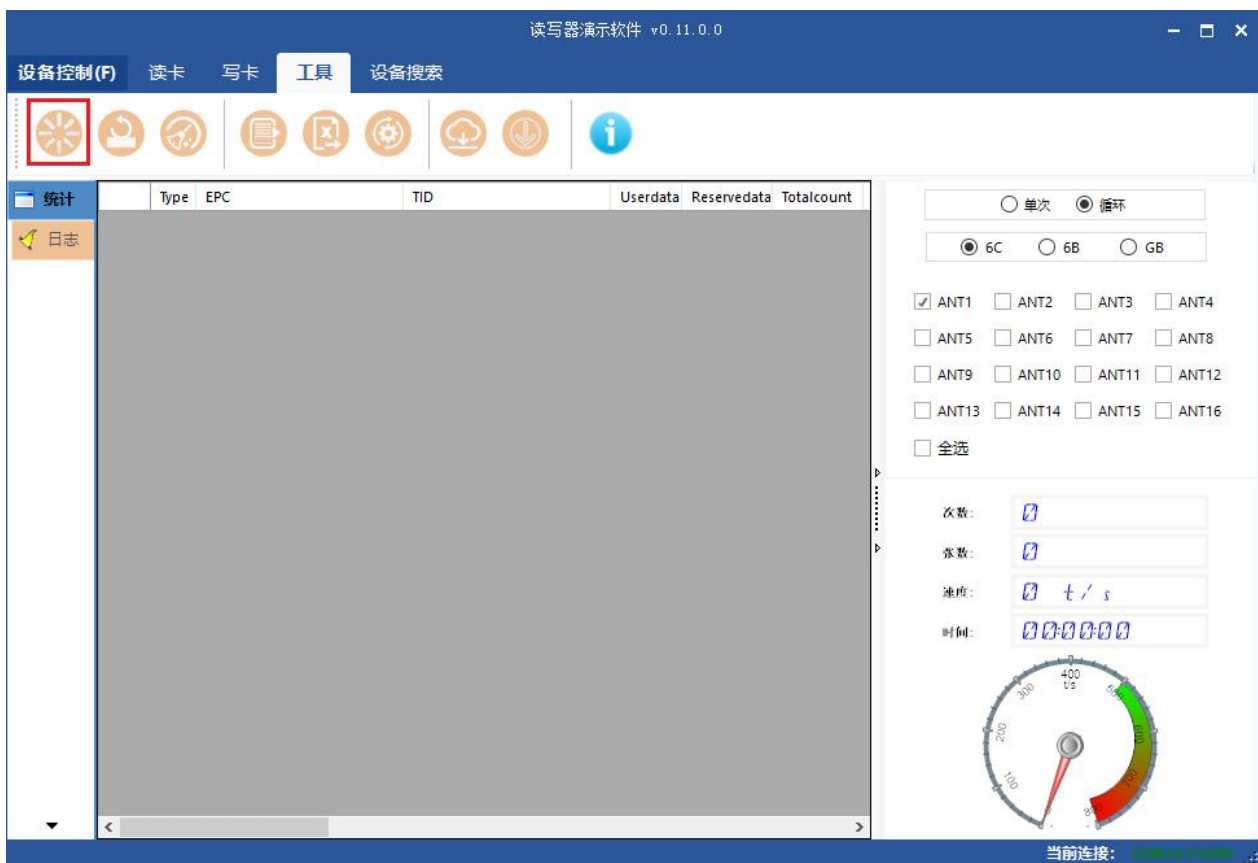 读写器演示软件 v0.11.0.0
设备控制(F) 读卡 写卡 工具 设备搜索
统计
日志
Type EPC TID Userdata Reservedata Totalcount
单次 循环
6C 6B GB
ANT1 ANT2 ANT3 ANT4
ANT5 ANT6 ANT7 ANT8
ANT9 ANT10 ANT11 ANT12
ANT13 ANT14 ANT15 ANT16
全选
次数: 0
张数: 0
速度: 0 t/s
时间: 00:00:00
0 100 200 300 400 500 600 700 800
t/s
当前连接: